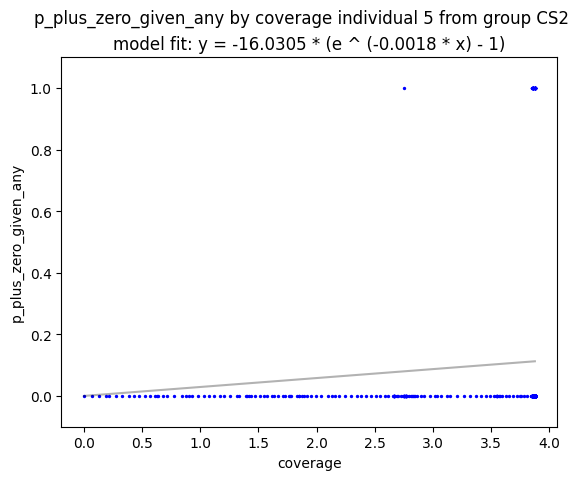 p_plus_zero_given_any by coverage individual 5 from group CS2
model fit: y = -16.0305 * (e ^ (-0.0018 * x) - 1)
p_plus_zero_given_any
1.0
0.8
0.6
0.4
0.2
0.0
0.0 0.5 1.0 1.5 2.0 2.5 3.0 3.5 4.0
coverage